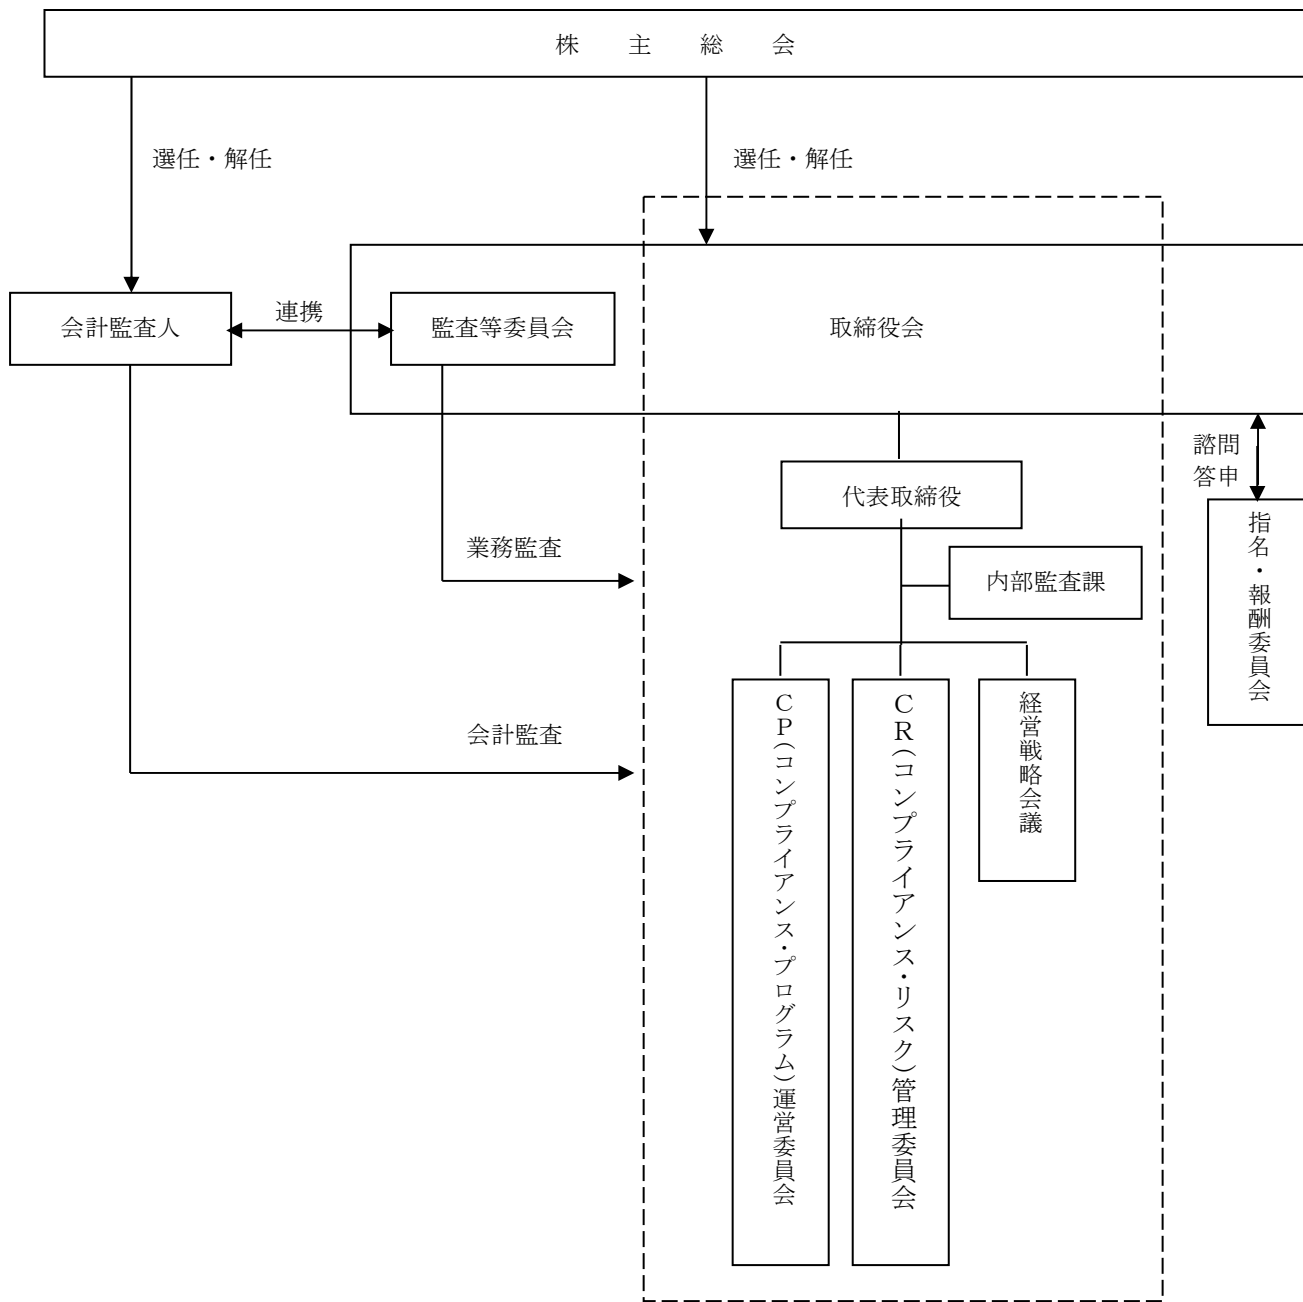 株主総会
選任・解任
選任・解任
会計監査人
連携
監査等委員会
取締役会
諮問
答申
代表取締役
業務監査
内部監査課
指名・報酬委員会
会計監査
CP(コンプライアンス・プログラム)運営委員会
CR(コンプライアンス・リスク)管理委員会
経営戦略会議